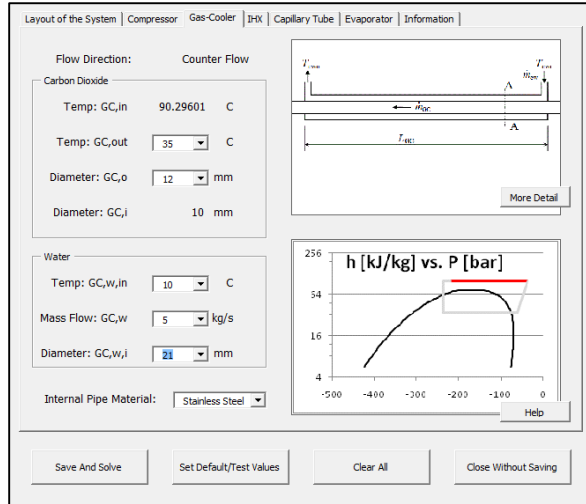 Layout of the System Compressor Gas-Cooler IHX Capillary Tube Evaporator Information
Flow Direction: Counter Flow
Carbon Dioxide
Temp: GC,in 90.29601 C
Temp: GC,out 35 C
Diameter: GC,o 12 mm
Diameter: GC,i 10 mm
Water
Temp: GC,w,in 10 C
Mass Flow: GC,w 5 kg/s
Diameter: GC,w,i 21 mm
Internal Pipe Material: Stainless Steel
A
A
More Detail
h [kJ/kg] vs. P [bar]
256
64
16
4
-500 -400 -300 -200 -100 0
Help
Save And Solve Set Default/Test Values Clear All Close Without Saving